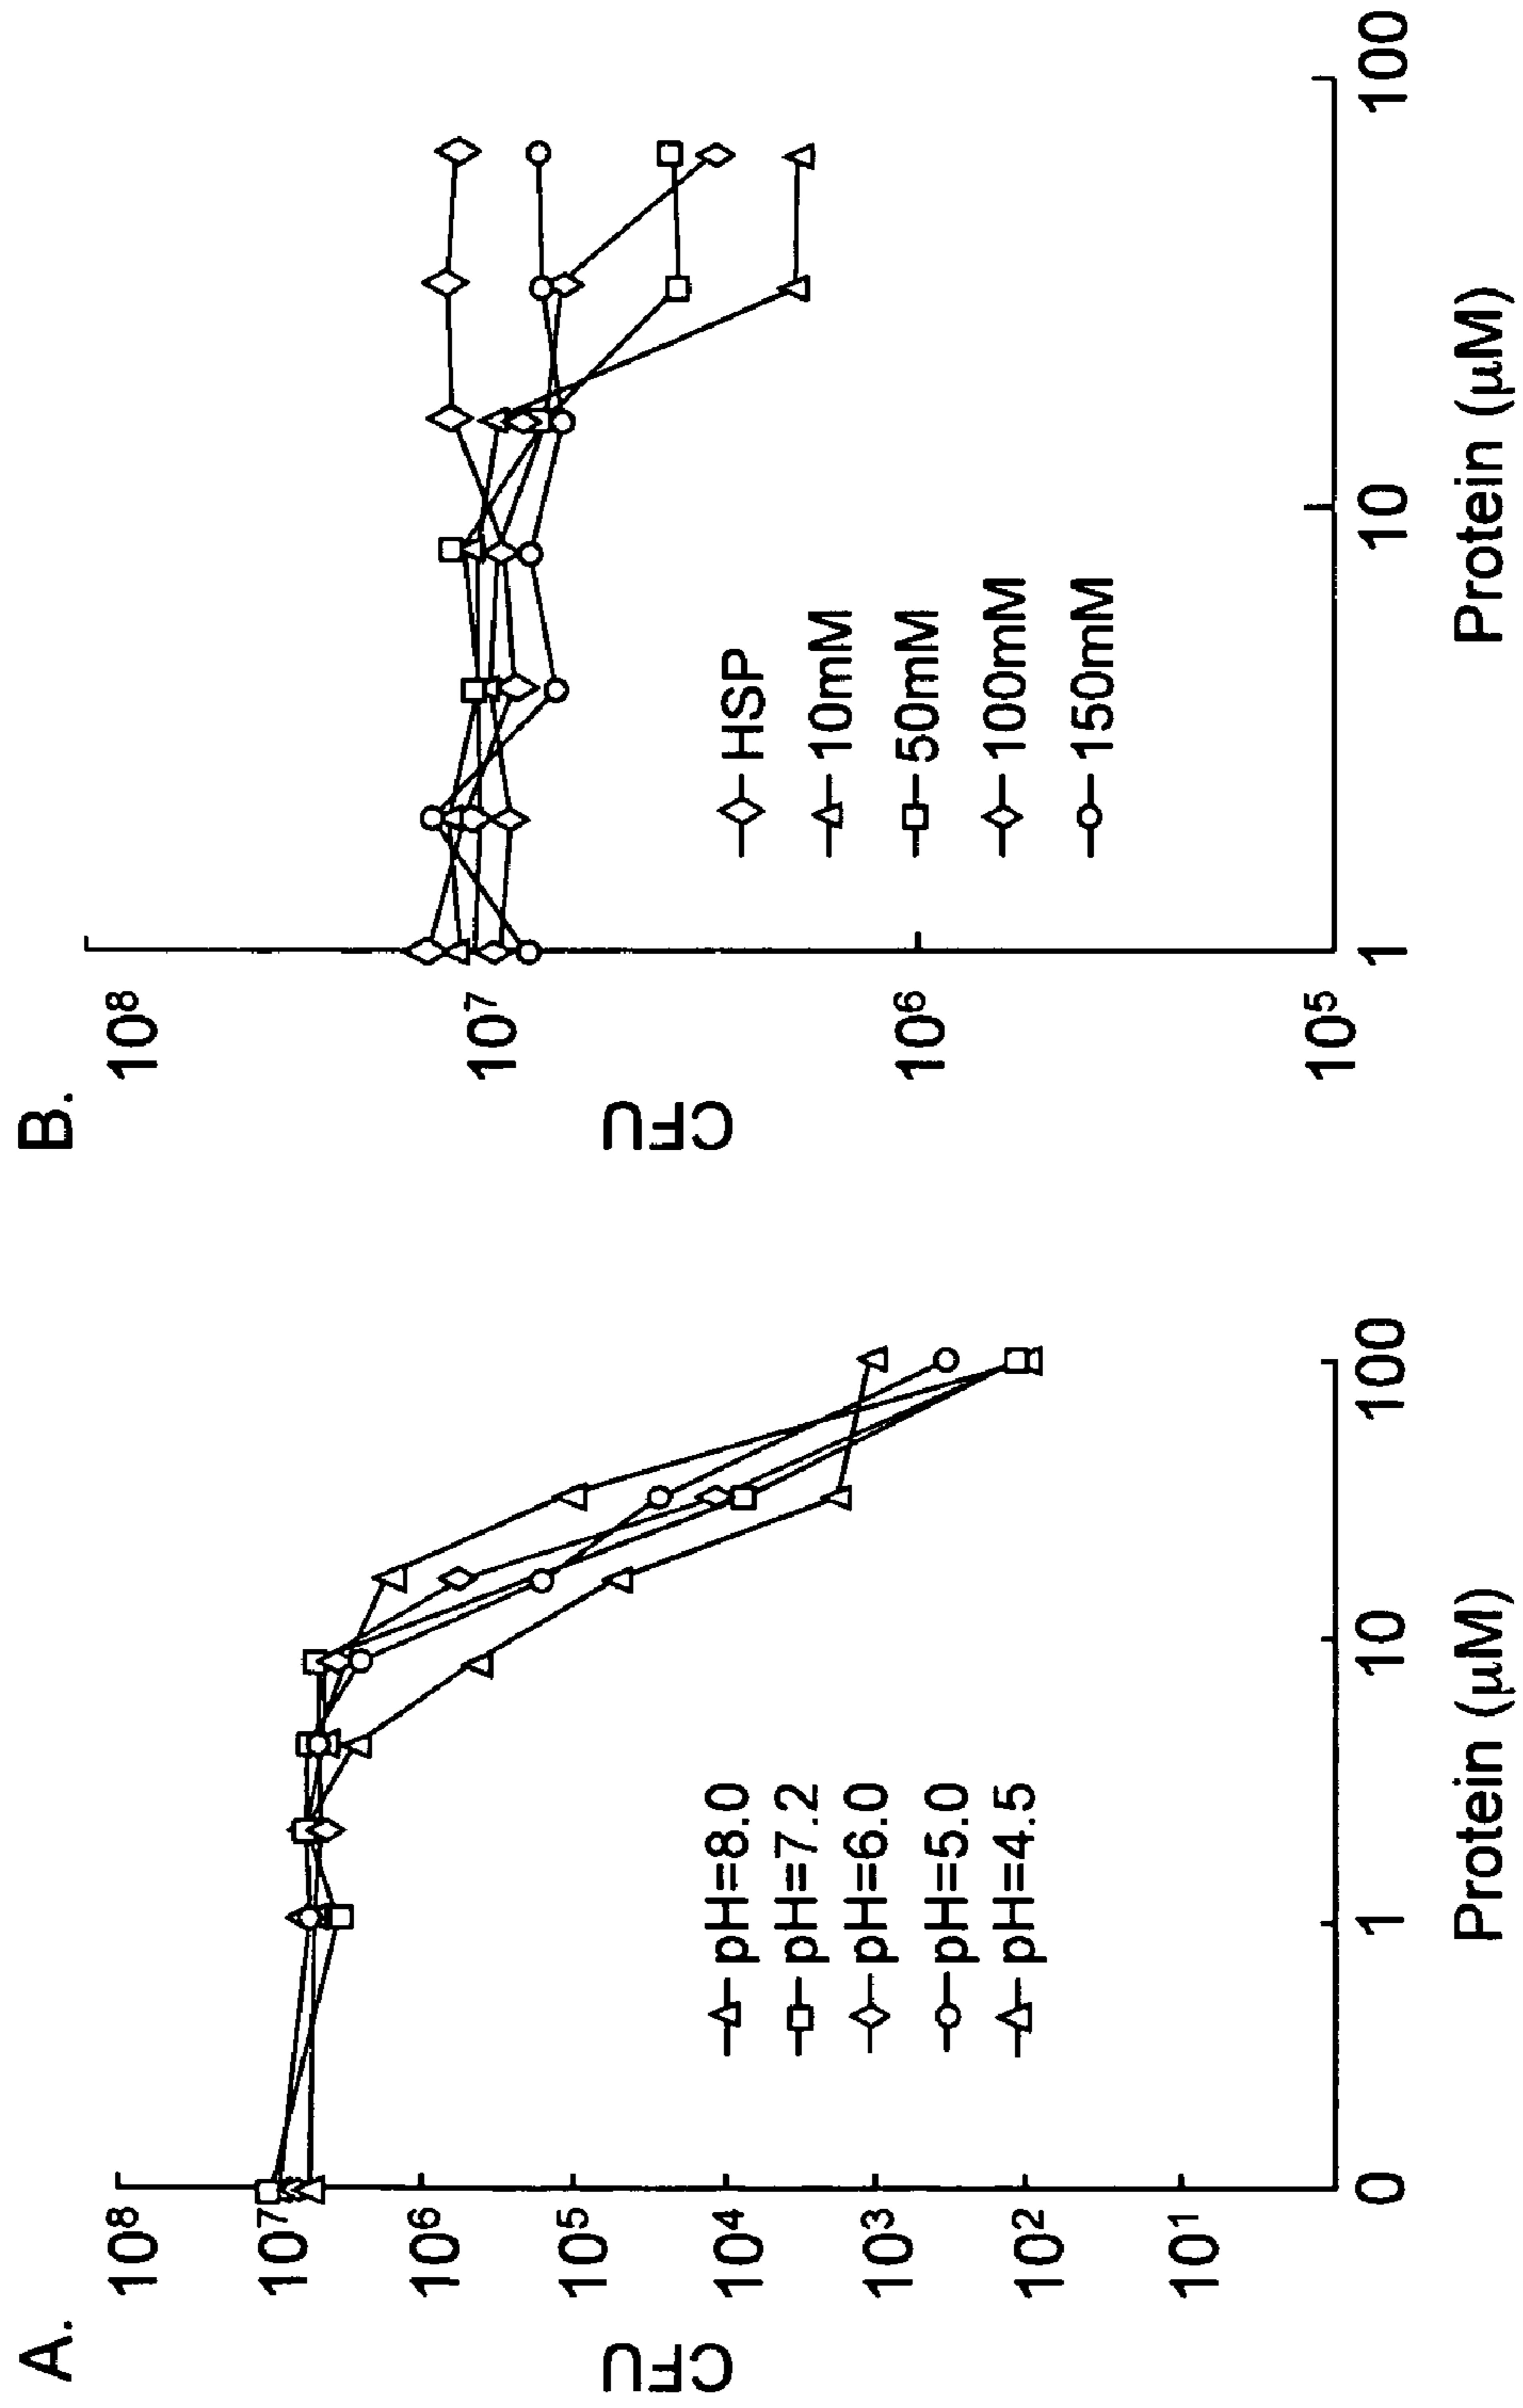 A.
CFU
10⁸
10⁷
10⁶
10⁵
10⁴
10³
10²
10¹
0
1
10
100
Protein (µM)
pH=8.0
pH=7.2
pH=6.0
pH=5.0
pH=4.5
B.
CFU
10⁸
10⁷
10⁶
10⁵
1
10
100
Protein (µM)
HSP
10mM
50mM
100mM
150mM